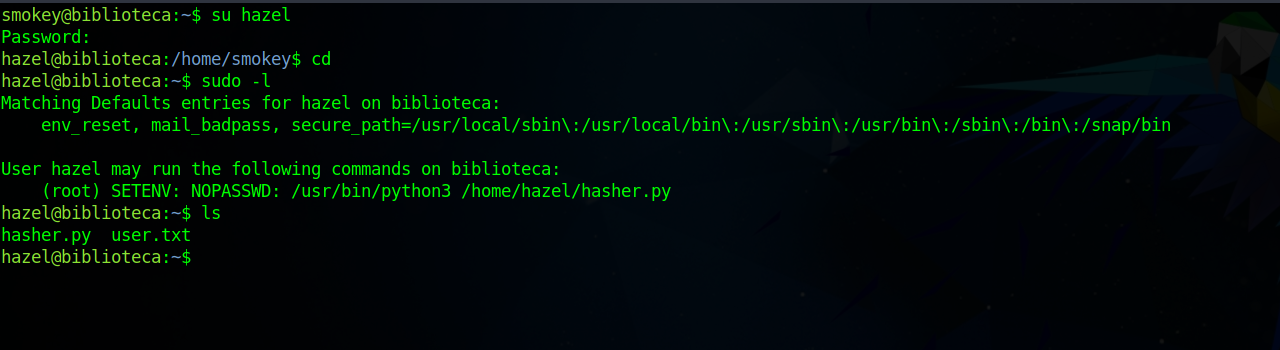 smokey@biblioteca:~$ su hazel
Password:
hazel@biblioteca:/home/smokey$ cd
hazel@biblioteca:~$ sudo -l
Matching Defaults entries for hazel on biblioteca:
    env_reset, mail_badpass, secure_path=/usr/local/sbin\:/usr/local/bin\:/usr/sbin\:/usr/bin\:/sbin\:/bin\:/snap/bin
User hazel may run the following commands on biblioteca:
    (root) SETENV: NOPASSWD: /usr/bin/python3 /home/hazel/hasher.py
hazel@biblioteca:~$ ls
hasher.py  user.txt
hazel@biblioteca:~$